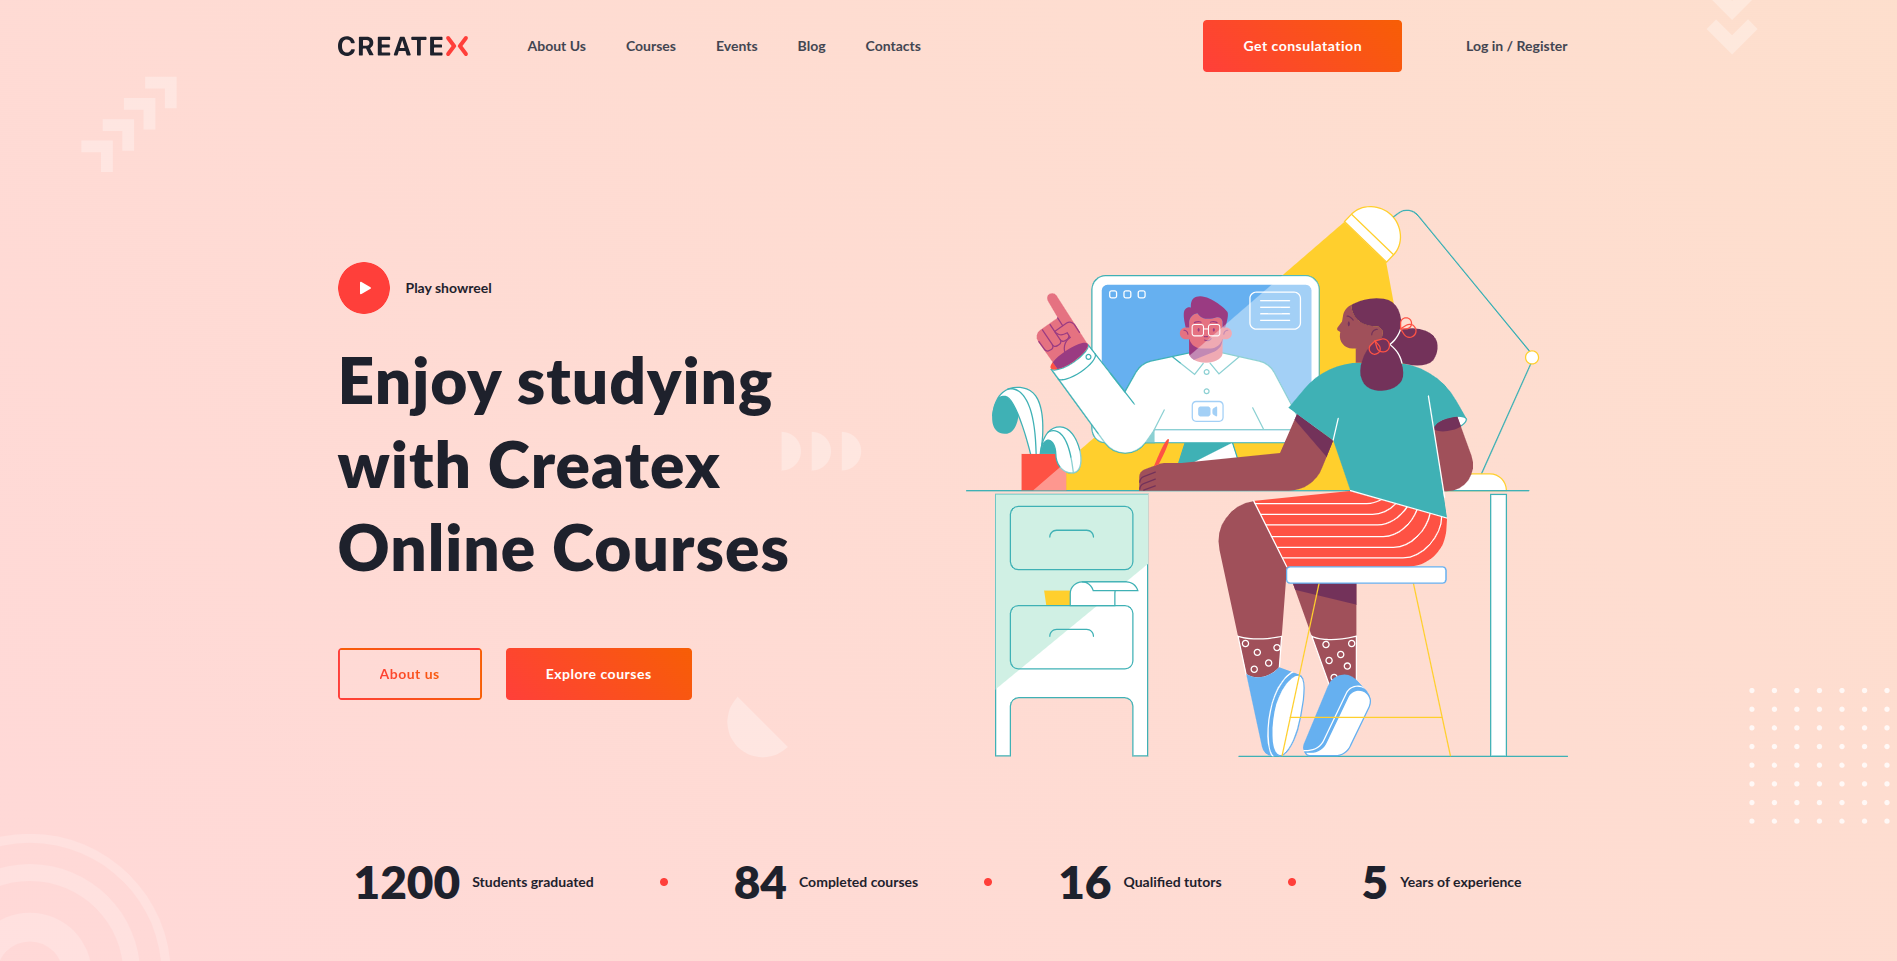 CREATEX
About Us
Courses
Events
Blog
Contacts
Get consulatation
Log in / Register
Play showreel
Enjoy studying
with Createx
Online Courses
About us
Explore courses
1200 Students graduated
84 Completed courses
16 Qualified tutors
5 Years of experience